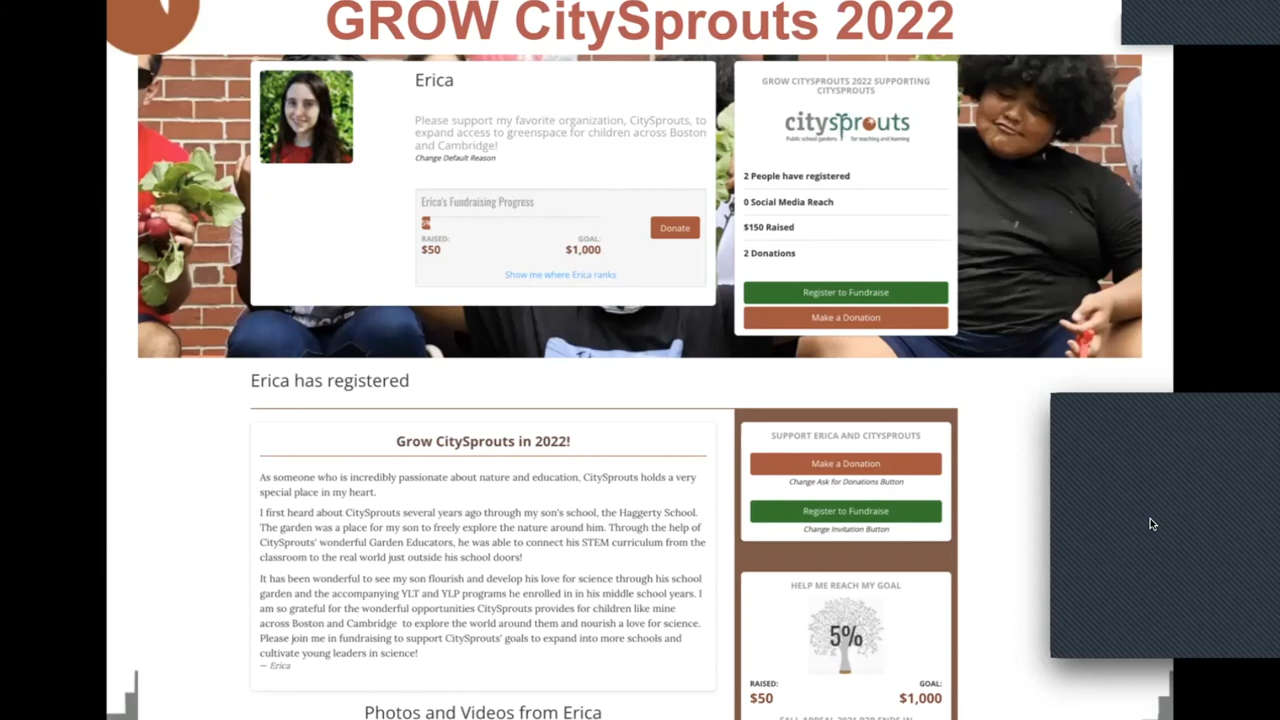 GROW CitySprouts 2022
Erica
Please support my favorite organization, CitySprouts, to
expand access to greenspace for children across Boston
and Cambridge!
Change Default Reason
Erica's Fundraising Progress
RAISED:
GOAL:
$50
$1,000
Donate
Show me where Erica ranks
GROW CITYSPROUTS 2022 SUPPORTING
CITYSPROUTS
citysprouts
Public school gardens for teaching and learning
2 People have registered
0 Social Media Reach
$150 Raised
2 Donations
Register to Fundraise
Make a Donation
Erica has registered
Grow CitySprouts in 2022!
As someone who is incredibly passionate about nature and education, CitySprouts holds a very
special place in my heart.
I first heard about CitySprouts several years ago through my son's school, the Haggerty School.
The garden was a place for my son to freely explore the nature around him. Through the help of
CitySprouts' wonderful Garden Educators, he was able to connect his STEM curriculum from the
classroom to the real world just outside his school doors!
It has been wonderful to see my son flourish and develop his love for science through his school
garden and the accompanying YLT and YLP programs he enrolled in in his middle school years. I
am so grateful for the wonderful opportunities CitySprouts provides for children like mine
across Boston and Cambridge to explore the world around them and nourish a love for science.
Please join me in fundraising to support CitySprouts' goals to expand into more schools and
cultivate young leaders in science!
— Erica
Photos and Videos from Erica
SUPPORT ERICA AND CITYSPROUTS
Make a Donation
Change Ask for Donations Button
Register to Fundraise
Change Invitation Button
HELP ME REACH MY GOAL
5%
RAISED:
GOAL:
$50
$1,000